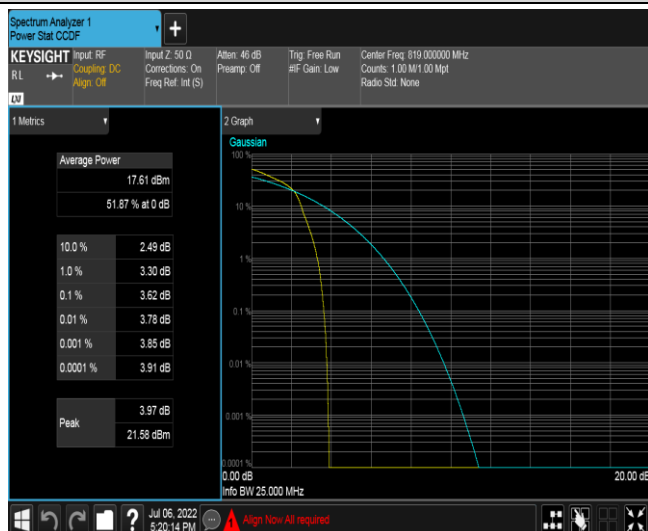 Spectrum Analyzer 1
Power Stat CCDF
KEYSIGHT
RL
LXI
Input: RF
Coupling: DC
Align: Off
Input Z: 50 Ω
Corrections: On
Freq Ref: Int (S)
Atten: 46 dB
Preamp: Off
Trig: Free Run
#IF Gain: Low
Center Freq: 819.000000 MHz
Counts: 1.00 M/1.00 Mpt
Radio Std: None
1 Metrics
Average Power
17.61 dBm
51.87 % at 0 dB
10.0 % 2.49 dB
1.0 % 3.30 dB
0.1 % 3.62 dB
0.01 % 3.78 dB
0.001 % 3.85 dB
0.0001 % 3.91 dB
Peak
3.97 dB
21.58 dBm
2 Graph
Gaussian
100 %
10 %
1 %
0.1 %
0.01 %
0.001 %
0.0001 %
0.00 dB 20.00 dB
Info BW 25.000 MHz
?
Jul 06, 2022
5:20:14 PM
Align Now All required